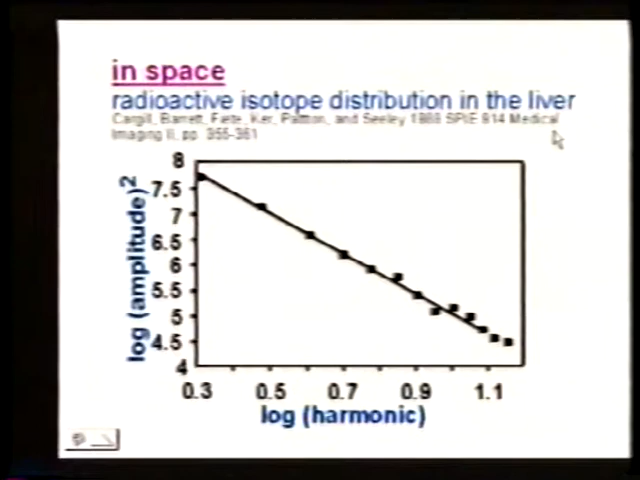 in space
radioactive isotope distribution in the liver
Cargill, Barrett, Fiete, Ker, Patton, and Seeley 1988 SPIE 914 Medical
Imaging II, pp. 355-361
8
7.5
7
6.5
6
5.5
5
4.5
4
log (amplitude)2
0.3 0.5 0.7 0.9 1.1
log (harmonic)